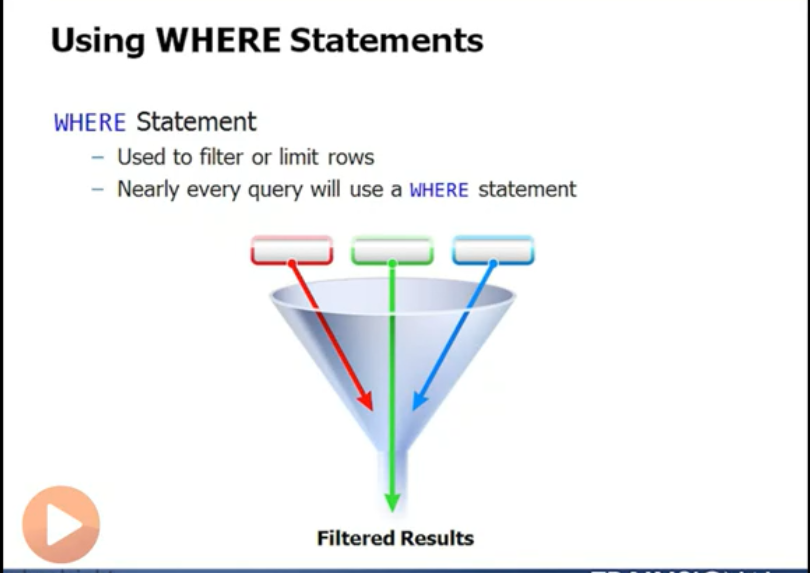 Using WHERE Statements
WHERE Statement
– Used to filter or limit rows
– Nearly every query will use a WHERE statement
Filtered Results